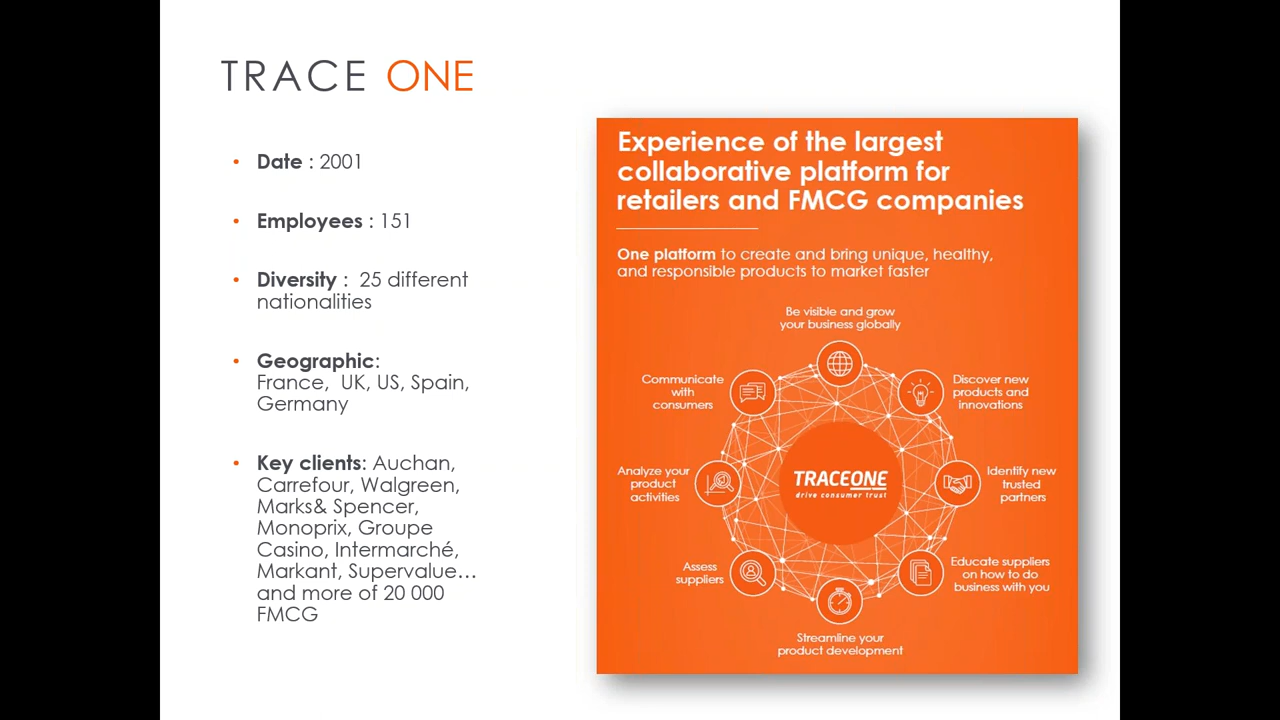 TRACE ONE
• Date : 2001
• Employees : 151
• Diversity :  25 different
nationalities
• Geographic:
France,  UK, US, Spain,
Germany
• Key clients: Auchan,
Carrefour, Walgreen,
Marks& Spencer,
Monoprix, Groupe
Casino, Intermarché,
Markant, Supervalue...
and more of 20 000
FMCG
Experience of the largest
collaborative platform for
retailers and FMCG companies
One platform to create and bring unique, healthy,
and responsible products to market faster
Be visible and grow
your business globally
Discover new
products and
innovations
Identify new
trusted
partners
Educate suppliers
on how to do
business with you
Streamline your
product development
Assess
suppliers
Analyze your
product
activities
Communicate
with
consumers
TRACEONE
drive consumer trust